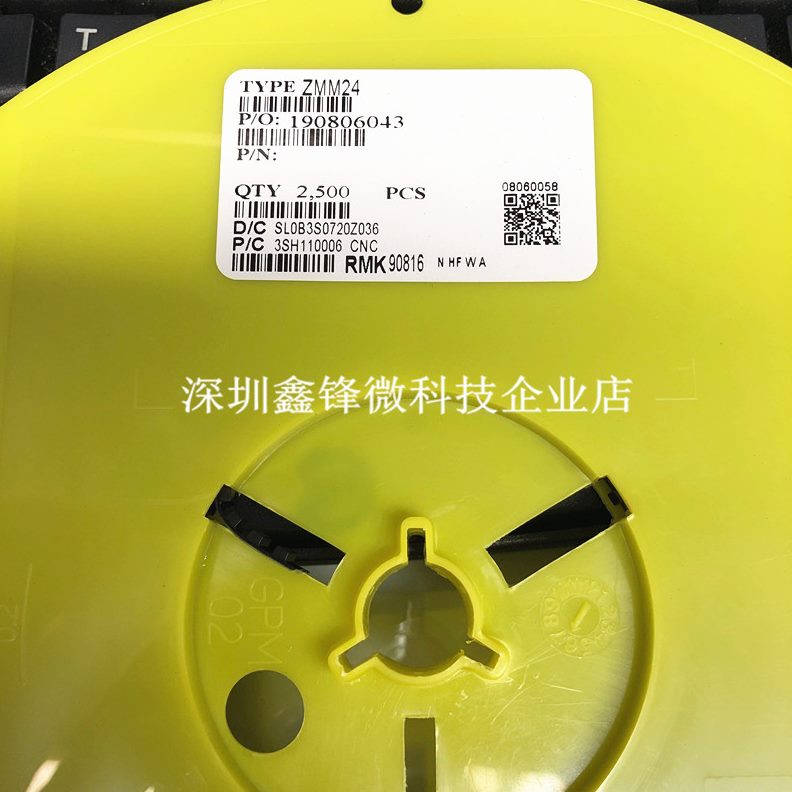 T
TYPE ZMM24
P/O: 190806043
P/N:
QTY 2,500 PCS
08060058
D/C SL0B3S0720Z036
P/C 3SH110006 CNC
RMK 90816 NHFWA
深圳鑫锋微科技企业店
GPM
02